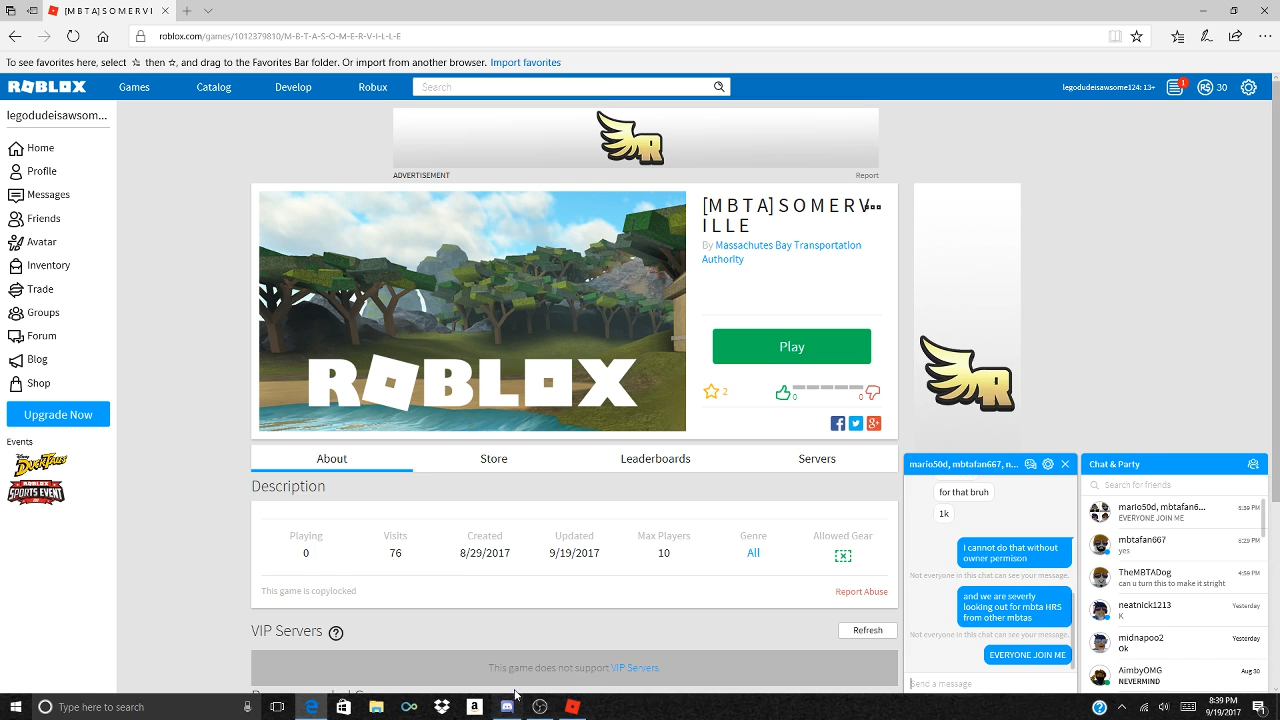 [M B T A] S O M E R V I
roblox.com/games/1012379810/M-B-T-A-S-O-M-E-R-V-I-L-L-E
To see favorites here, select ☆ then ☆, and drag to the Favorites Bar folder. Or import from another browser. Import favorites
ROBLOX Games Catalog Develop Robux Search legodudeisawsome124: 13+ 1 R$ 30
legodudeisawsom...
Home
Profile
Messages
Friends
Avatar
Inventory
Trade
Groups
Forum
Blog
Shop
Upgrade Now
Events
DUCKTALES
ROBLOX
SPORTS EVENT
R
ADVERTISEMENT Report
ROBLOX
[M B T A] S O M E R V
I L L E
By Massachutes Bay Transportation
Authority
Play
2 0 0
R
About Store Leaderboards Servers
Description
Playing Visits Created Updated Max Players Genre Allowed Gear
0 76 8/29/2017 9/19/2017 10 All
This game is copylocked Report Abuse
VIP Servers ? Refresh
This game does not support VIP Servers.
mario50d, mbtafan667, n...
for that bruh
1k
I cannot do that without
owner permison
Not everyone in this chat can see your message.
and we are severly
looking out for mbta HRS
from other mbtas
Not everyone in this chat can see your message.
EVERYONE JOIN ME
Send a message
Chat & Party
Search for friends
mario50d, mbtafan6... 5:39 PM
EVERYONE JOIN ME
mbtafan667 5:29 PM
yes
TheMBTADog 4:59 PM
can u turn this to make it stright
neatnick1213 Yesterday
K
midnapoo2 Yesterday
Ok
AimbyOMG Aug 30
NEVERMIND
Type here to search
8:39 PM
9/19/2017